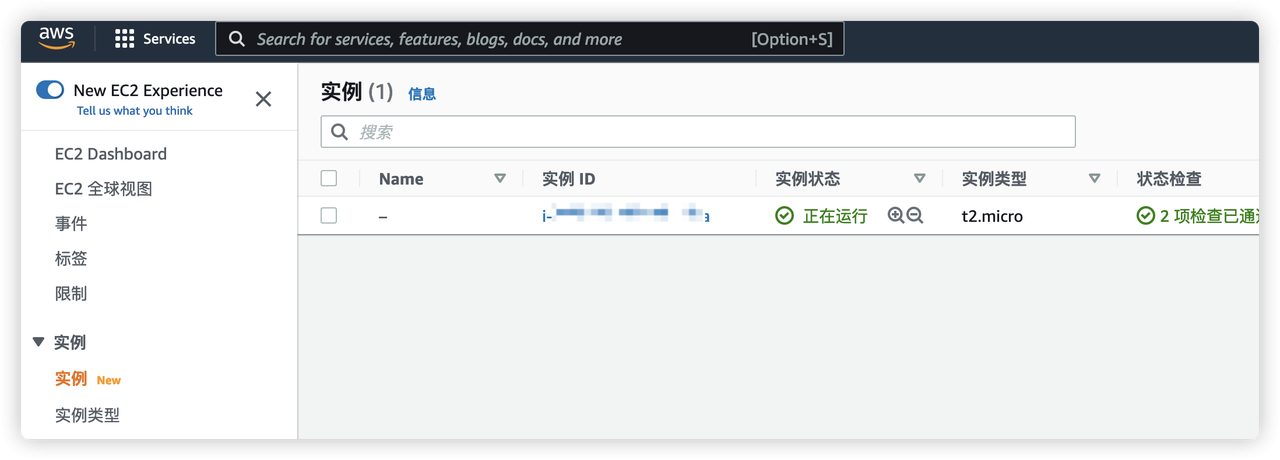 aws
Services
Search for services, features, blogs, docs, and more [Option+S]
New EC2 Experience
Tell us what you think
EC2 Dashboard
EC2 全球视图
事件
标签
限制
实例
实例 New
实例类型
实例 (1) 信息
搜索
Name 实例 ID 实例状态 实例类型 状态检查
– i- a 正在运行 t2.micro 2 项检查已通